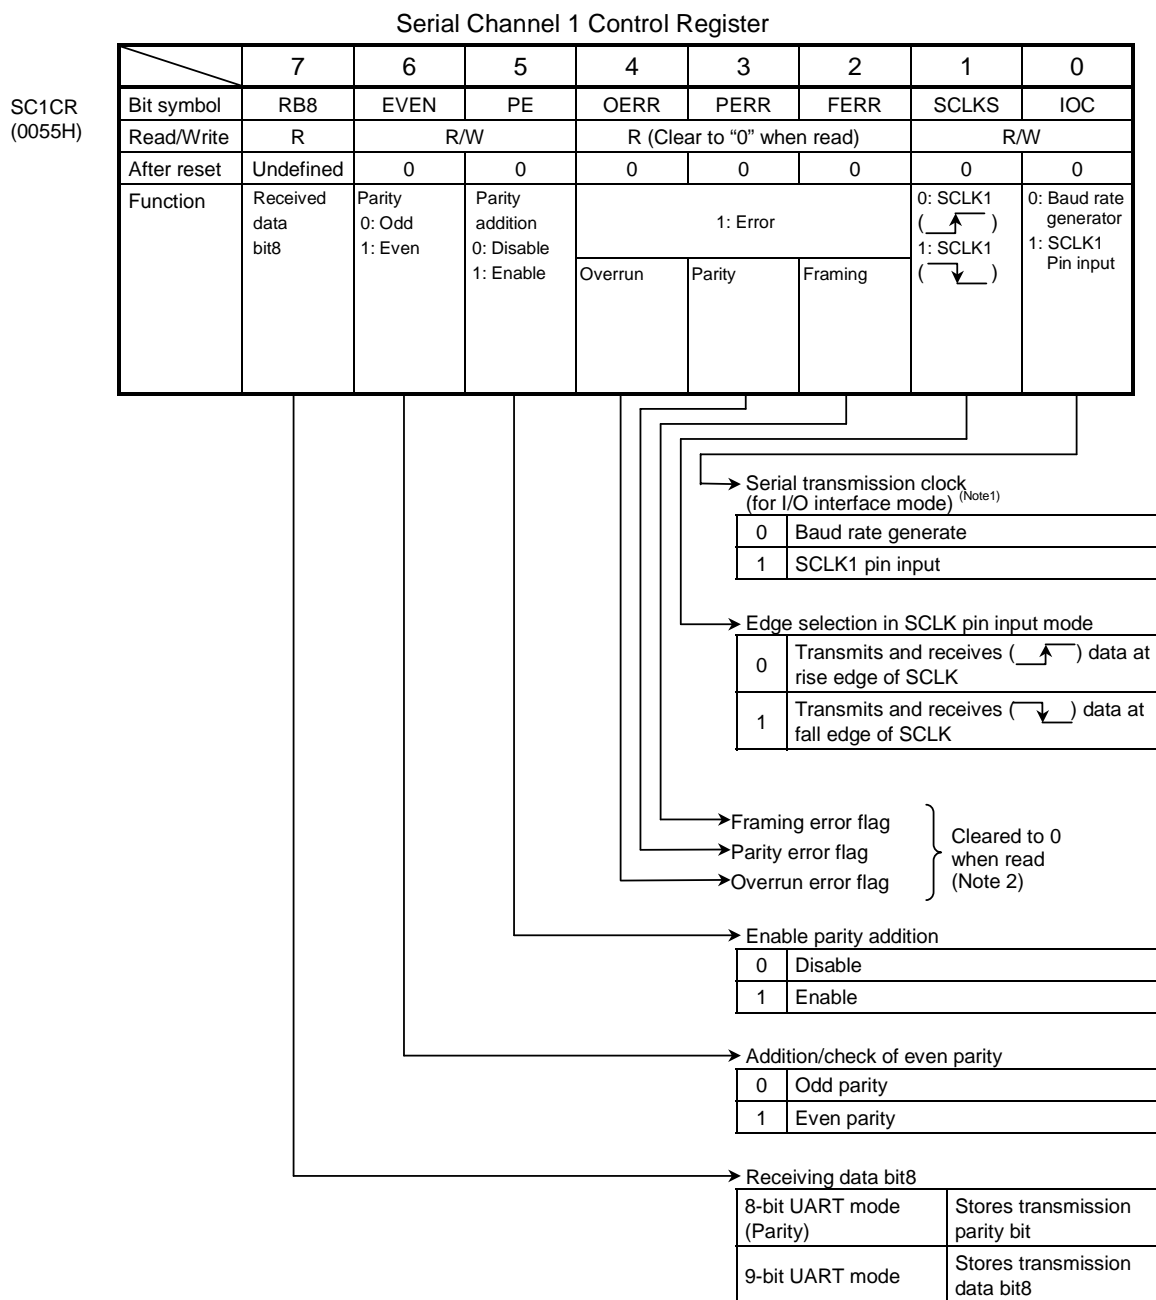 Serial Channel 1 Control Register
SC1CR
(0055H)
7 6 5 4 3 2 1 0
Bit symbol RB8 EVEN PE OERR PERR FERR SCLKS IOC
Read/Write R R/W R (Clear to “0” when read) R/W
After reset Undefined 0 0 0 0 0 0 0
Function
Received
data
bit8
Parity
0: Odd
1: Even
Parity
addition
0: Disable
1: Enable
1: Error
Overrun
Parity
Framing
0: SCLK1
( )
1: SCLK1
( )
0: Baud rate
generator
1: SCLK1
Pin input
Serial transmission clock
(for I/O interface mode) (Note1)
0 Baud rate generate
1 SCLK1 pin input
Edge selection in SCLK pin input mode
0 Transmits and receives ( ) data at
rise edge of SCLK
1 Transmits and receives ( ) data at
fall edge of SCLK
Framing error flag
Parity error flag
Overrun error flag
Cleared to 0
when read
(Note 2)
Enable parity addition
0 Disable
1 Enable
Addition/check of even parity
0 Odd parity
1 Even parity
Receiving data bit8
8-bit UART mode
(Parity)
Stores transmission
parity bit
9-bit UART mode
Stores transmission
data bit8